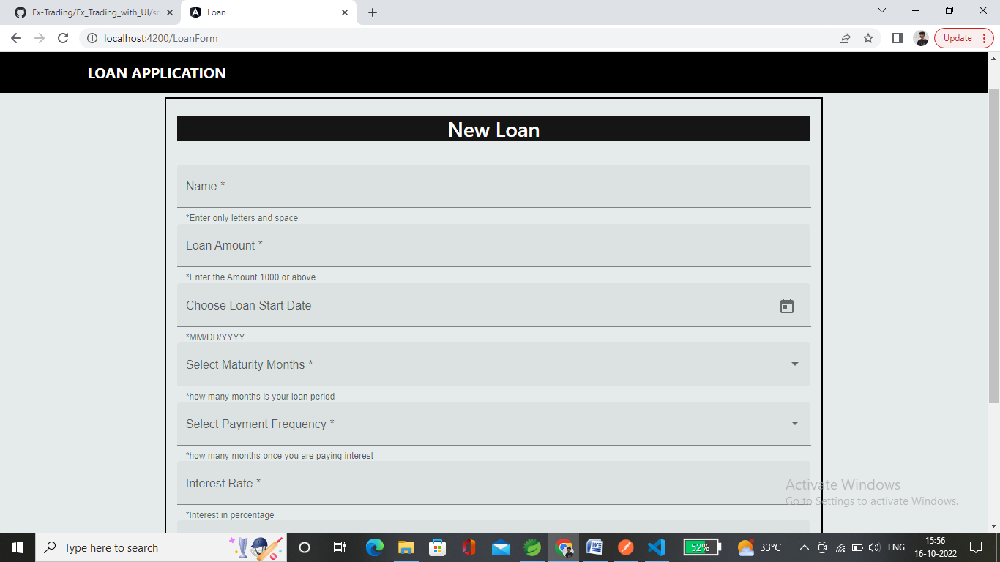 Fx-Trading/Fx_Trading_with_UI/sr
Loan
localhost:4200/LoanForm
Update
LOAN APPLICATION
New Loan
Name *
*Enter only letters and space
Loan Amount *
*Enter the Amount 1000 or above
Choose Loan Start Date
*MM/DD/YYYY
Select Maturity Months *
*how many months is your loan period
Select Payment Frequency *
*how many months once you are paying interest
Interest Rate *
*Interest in percentage
Activate Windows
Go to Settings to activate Windows.
Type here to search
52%
33°C
ENG
15:56
16-10-2022